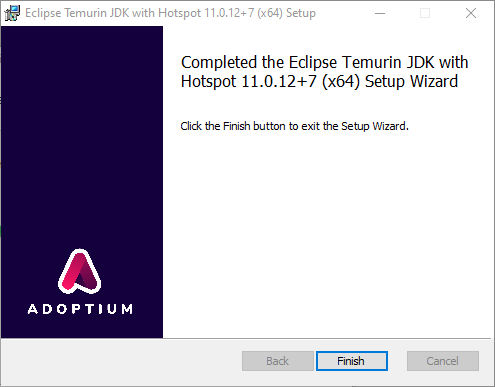 Eclipse Temurin JDK with Hotspot 11.0.12+7 (x64) Setup
Completed the Eclipse Temurin JDK with
Hotspot 11.0.12+7 (x64) Setup Wizard
Click the Finish button to exit the Setup Wizard.
ADOPTIUM
Back
Finish
Cancel